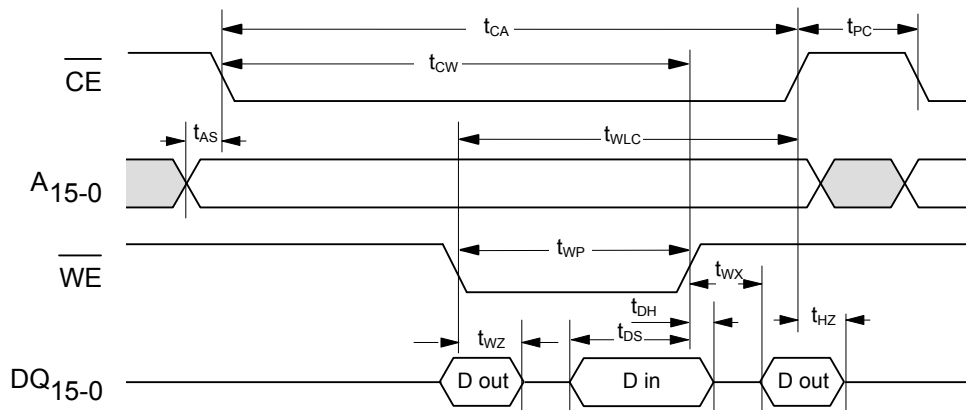 tCA
tPC
CE
tCW
tAS
tWLC
A15-0
WE
tWP
tWX
tDH
tHZ
tWZ
tDS
DQ15-0
D out
D in
D out